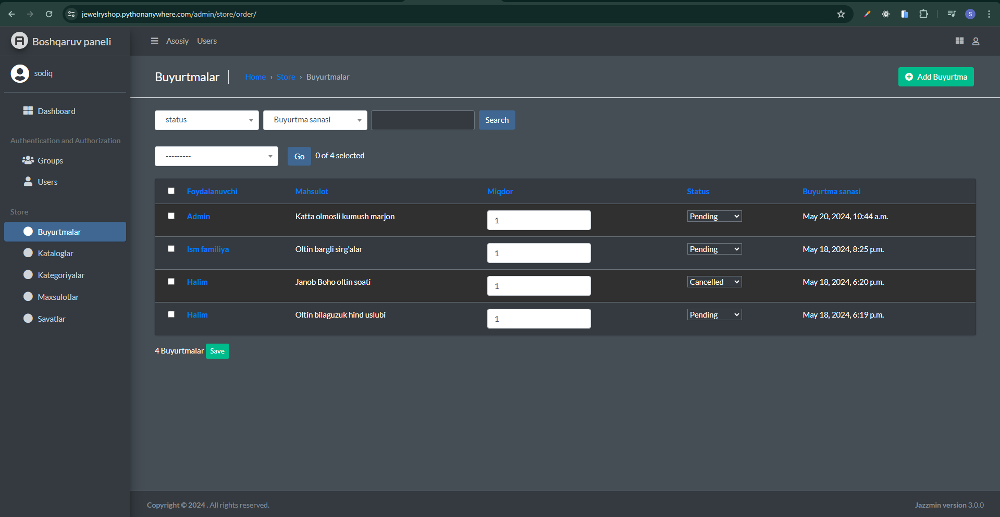 jewelryshop.pythonanywhere.com/admin/store/order/
S
Boshqaruv paneli
Asosiy Users
sodiq
Buyurtmalar
Home › Store › Buyurtmalar
Add Buyurtma
Dashboard
status
Buyurtma sanasi
Search
Authentication and Authorization
Groups
Users
---------
Go
0 of 4 selected
Foydalanuvchi Mahsulot Miqdor Status Buyurtma sanasi
Admin Katta olmosli kumush marjon 1 Pending May 20, 2024, 10:44 a.m.
Ism familiya Oltin bargli sirg'alar 1 Pending May 18, 2024, 8:25 p.m.
Halim Janob Boho oltin soati 1 Cancelled May 18, 2024, 6:20 p.m.
Halim Oltin bilaguzuk hind uslubi 1 Pending May 18, 2024, 6:19 p.m.
4 Buyurtmalar Save
Store
Buyurtmalar
Kataloglar
Kategoriyalar
Maxsulotlar
Savatlar
Copyright © 2024 . All rights reserved.
Jazzmin version 3.0.0